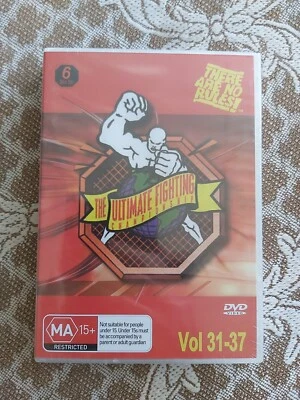 6
THERE
ARE NO
RULES!
THE ULTIMATE FIGHTING
CHAMPIONSHIP
MA 15+
RESTRICTED
Not suitable for people
under 15. Under 15s must
be accompanied by a
parent or adult guardian
DVD
VIDEO
Vol 31-37